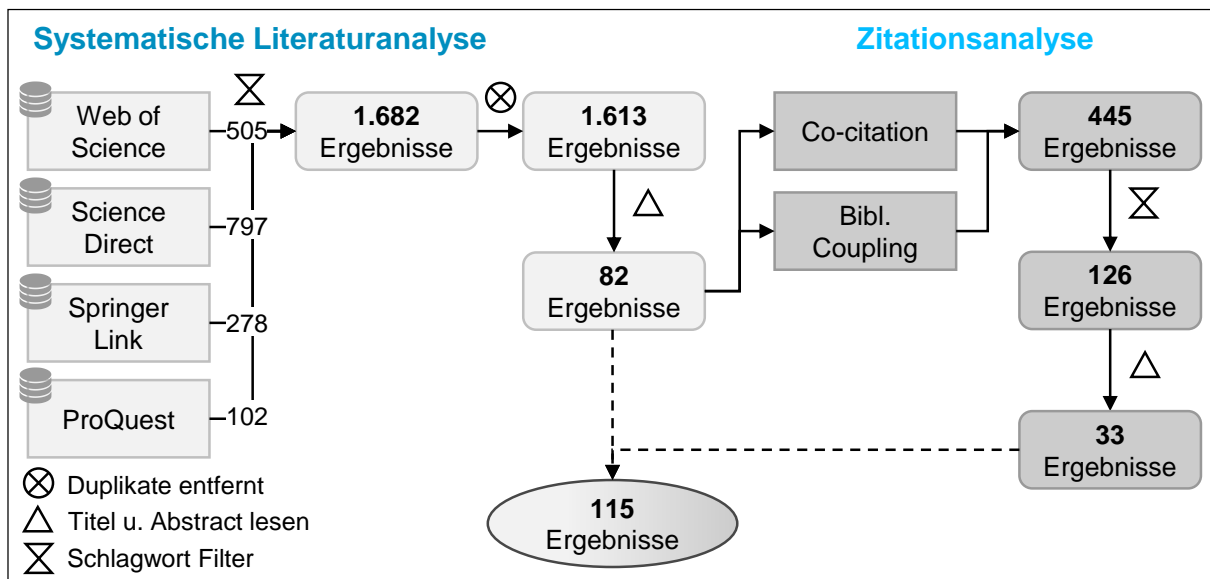 Systematische Literaturanalyse
Zitationsanalyse
Web of
Science
505
1.682
Ergebnisse
1.613
Ergebnisse
Co-citation
445
Ergebnisse
Science
Direct
797
Bibl.
Coupling
82
Ergebnisse
126
Ergebnisse
Springer
Link
278
ProQuest
102
33
Ergebnisse
115
Ergebnisse
Duplikate entfernt
Titel u. Abstract lesen
Schlagwort Filter